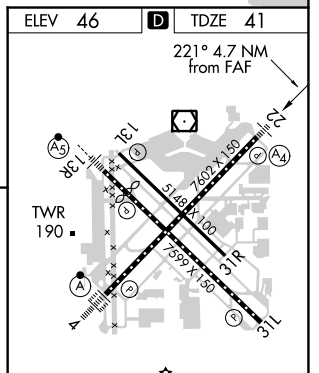 ELEV 46 D TDZE 41
221° 4.7 NM
from FAF
22
13L
A5
13R
P
P
A4
7602 X 150
5148 X 100
P
TWR
190
7599 X 150
31R
A
P
P
4
31L